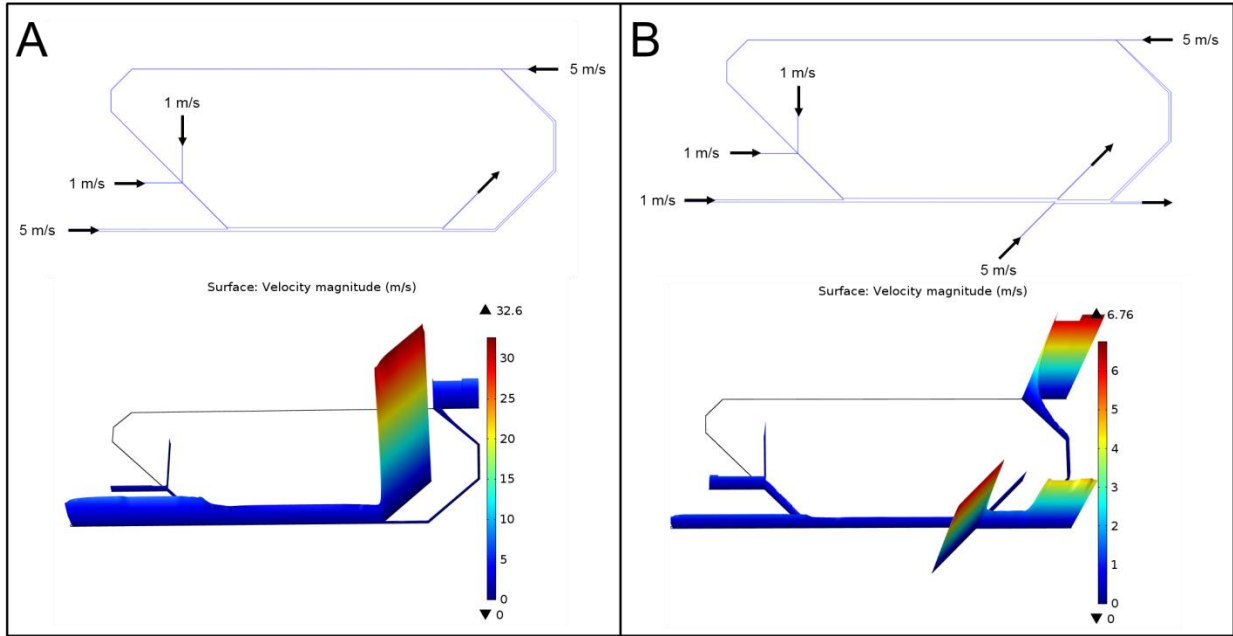 A
5 m/s
1 m/s
1 m/s
5 m/s
Surface: Velocity magnitude (m/s)
▲ 32.6
30
25
20
15
10
5
0
▼ 0
B
5 m/s
1 m/s
1 m/s
1 m/s
5 m/s
Surface: Velocity magnitude (m/s)
▲ 6.76
6
5
4
3
2
1
0
▼ 0